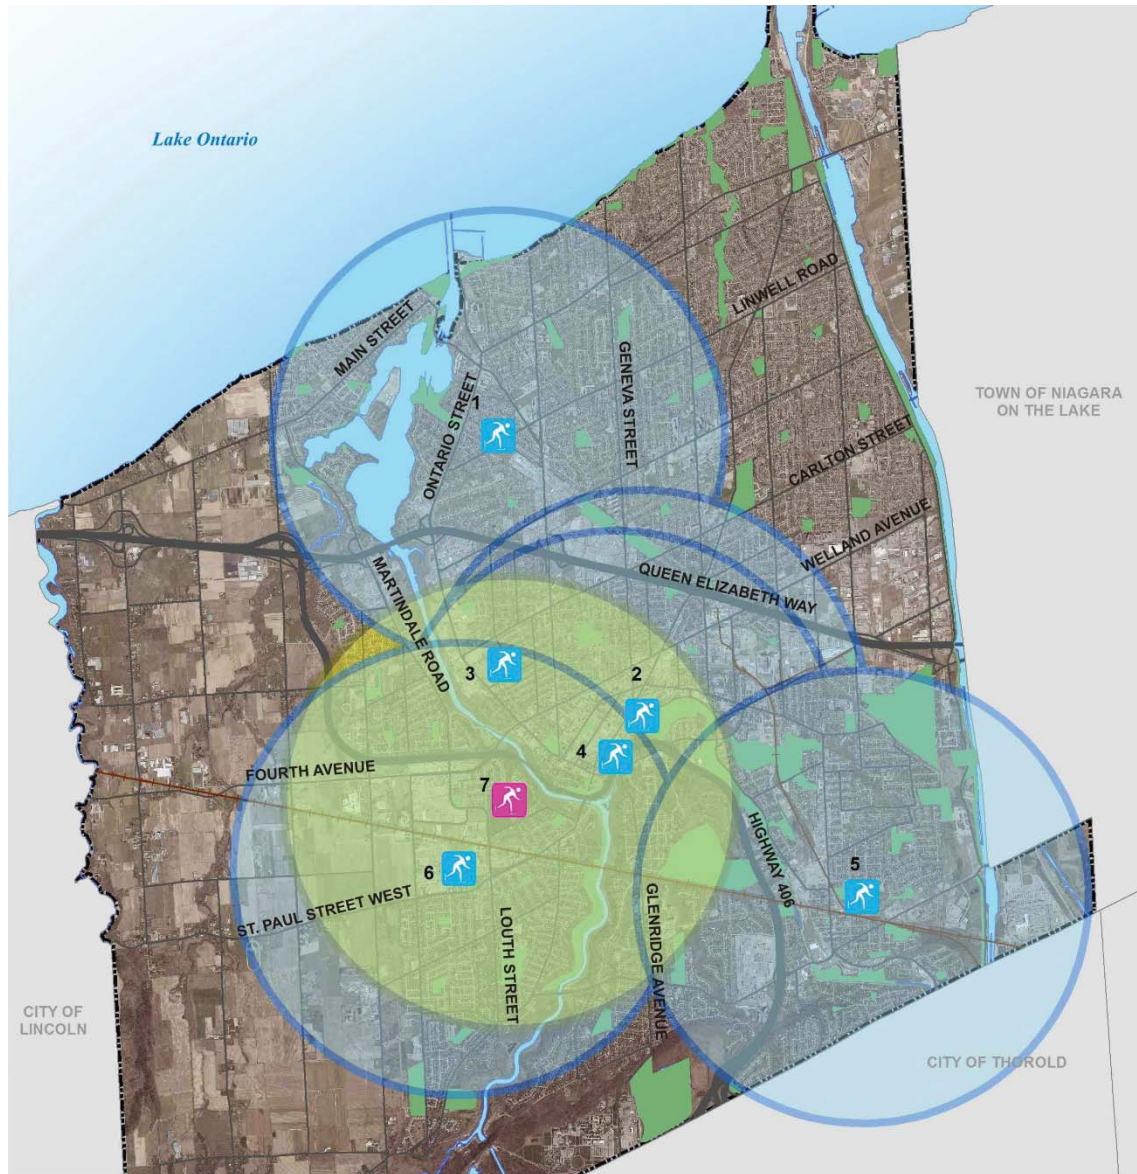 Lake Ontario
LINWELL ROAD
MAIN STREET
GENEVA STREET
TOWN OF NIAGARA
ON THE LAKE
1
ONTARIO STREET
CARLTON STREET
WELLAND AVENUE
QUEEN ELIZABETH WAY
MARTINDALE ROAD
3
2
4
FOURTH AVENUE
7
HIGHWAY 406
6
5
ST. PAUL STREET WEST
LOUTH STREET
GLENRIDGE AVENUE
CITY OF
LINCOLN
CITY OF THOROLD